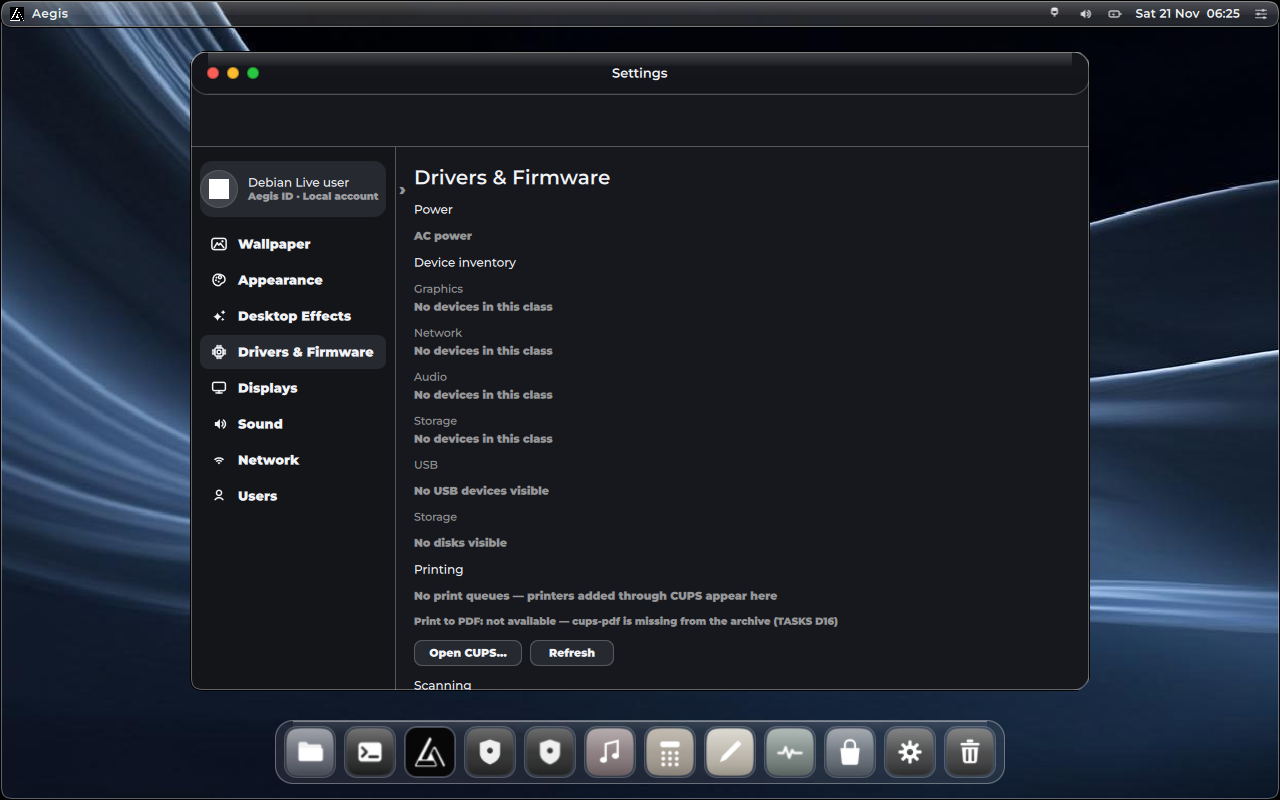 Aegis
Sat 21 Nov 06:25
Settings
Debian Live user
Aegis ID • Local account
Wallpaper
Appearance
Desktop Effects
Drivers & Firmware
Displays
Sound
Network
Users
Drivers & Firmware
Power
AC power
Device inventory
Graphics
No devices in this class
Network
No devices in this class
Audio
No devices in this class
Storage
No devices in this class
USB
No USB devices visible
Storage
No disks visible
Printing
No print queues — printers added through CUPS appear here
Print to PDF: not available — cups-pdf is missing from the archive (TASKS D16)
Open CUPS...
Refresh
Scanning